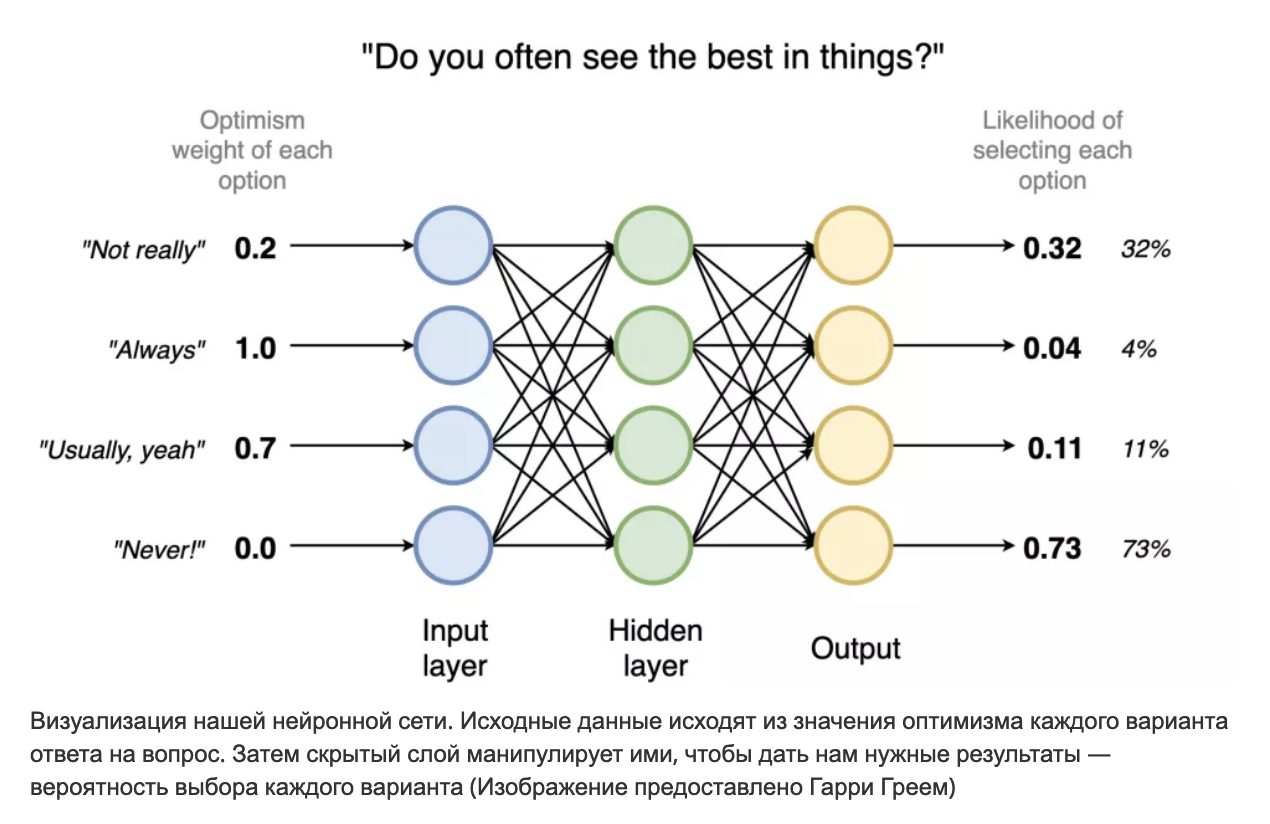 "Do you often see the best in things?"
Optimism
weight of each
option
Likelihood of
selecting each
option
"Not really" 0.2 0.32 32%
"Always" 1.0 0.04 4%
"Usually, yeah" 0.7 0.11 11%
"Never!" 0.0 0.73 73%
Input
layer
Hidden
layer
Output
Визуализация нашей нейронной сети. Исходные данные исходят из значения оптимизма каждого варианта
ответа на вопрос. Затем скрытый слой манипулирует ими, чтобы дать нам нужные результаты —
вероятность выбора каждого варианта (Изображение предоставлено Гарри Греем)